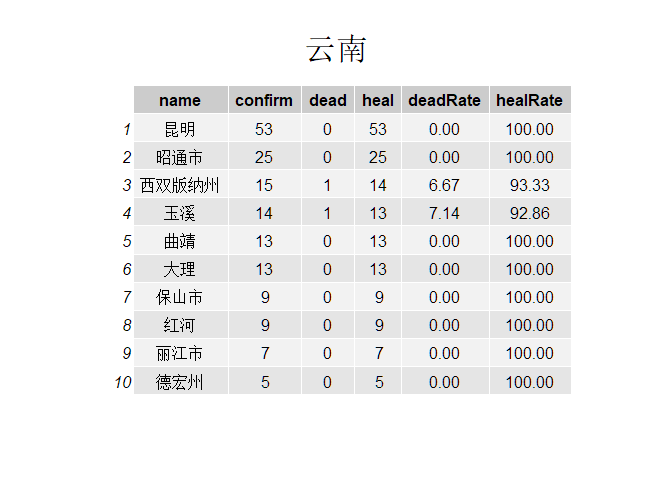 云南
name confirm dead heal deadRate healRate
1 昆明 53 0 53 0.00 100.00
2 昭通市 25 0 25 0.00 100.00
3 西双版纳州 15 1 14 6.67 93.33
4 玉溪 14 1 13 7.14 92.86
5 曲靖 13 0 13 0.00 100.00
6 大理 13 0 13 0.00 100.00
7 保山市 9 0 9 0.00 100.00
8 红河 9 0 9 0.00 100.00
9 丽江市 7 0 7 0.00 100.00
10 德宏州 5 0 5 0.00 100.00